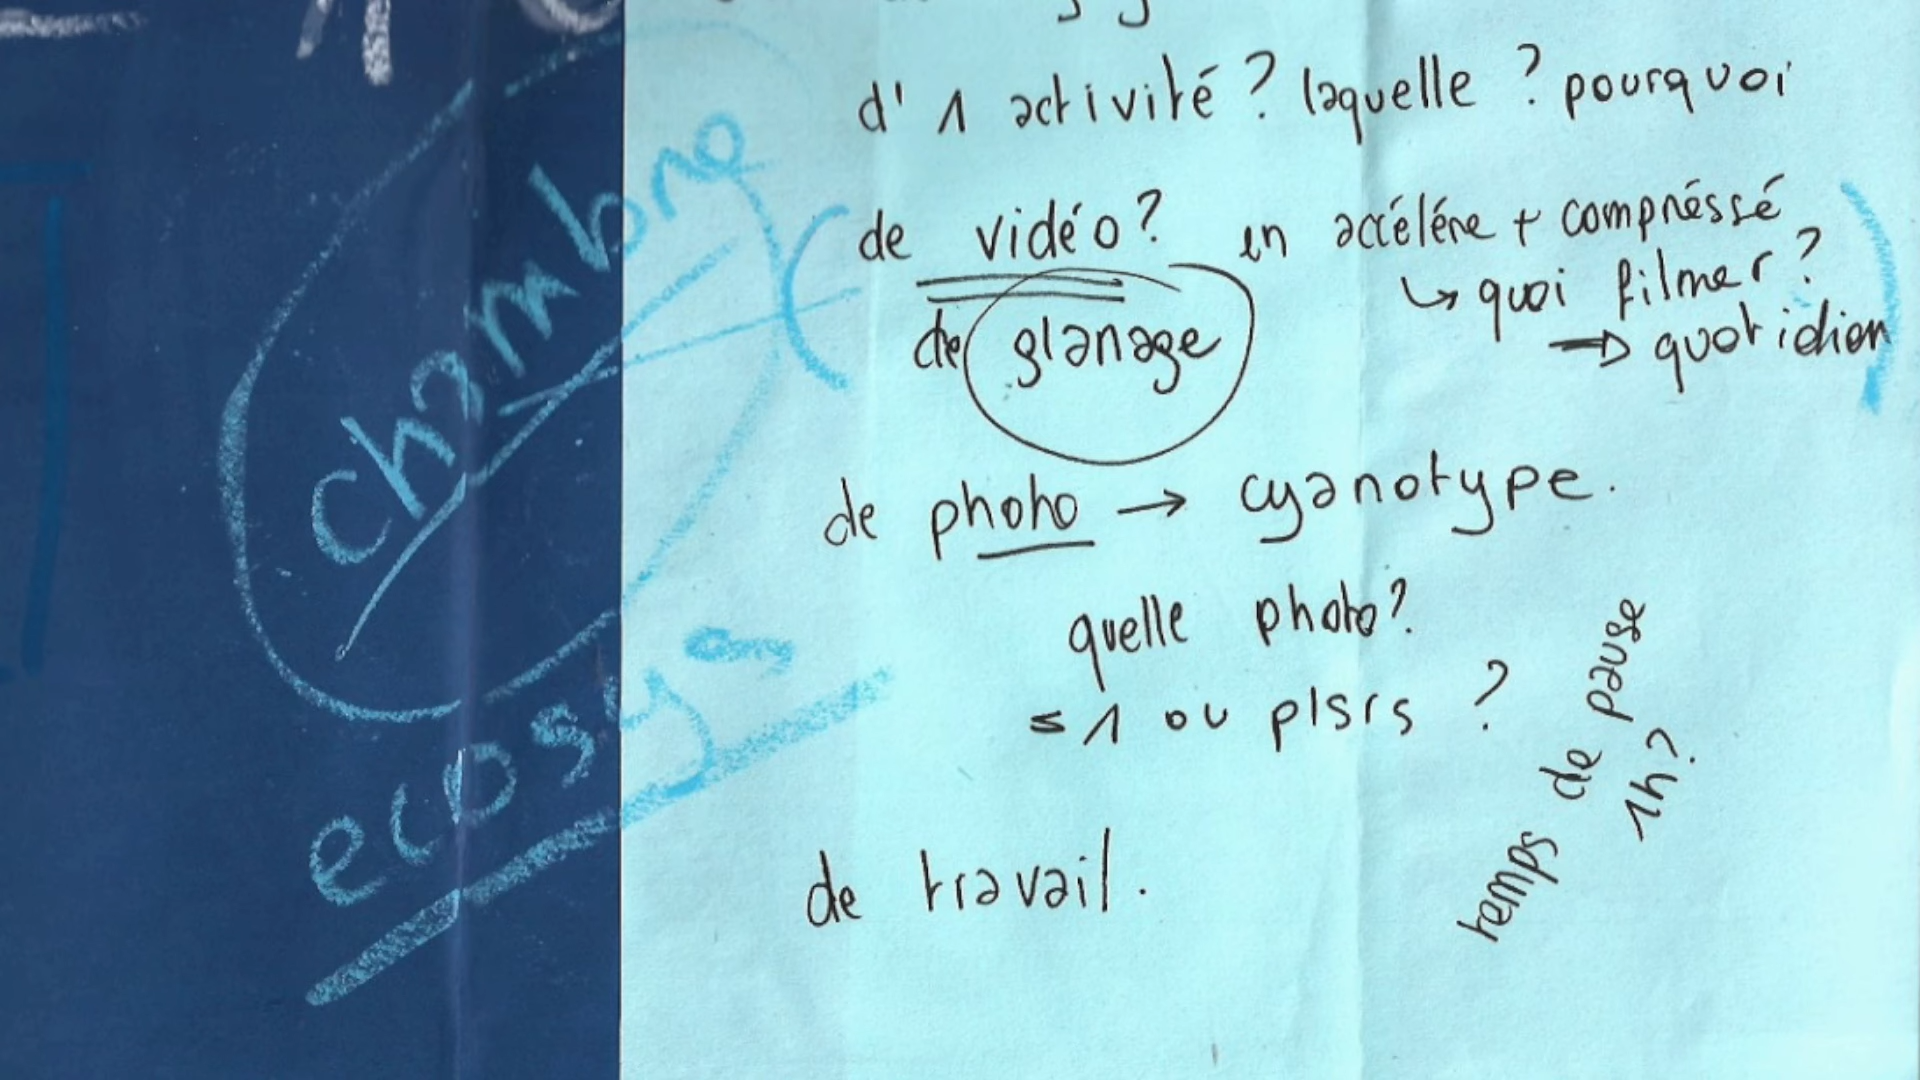 d' 1 activité ? laquelle ? pourquoi
de vidéo ? en accélére + compréssé
↳ quoi filmer ?
→ quotidien
de glanage
de photo → cyanotype.
quelle photo ?
= 1 ou plsrs ?
temps de pause
1h ?
de travail.
chambre
ecosys